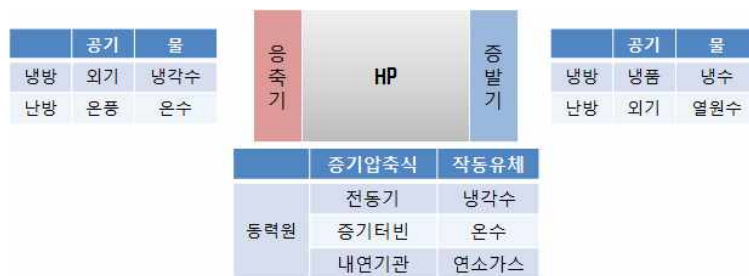 공기 물
냉방 외기 냉각수
난방 온풍 온수
응축기
HP
증발기
공기 물
냉방 냉품 냉수
난방 외기 열원수
증기압축식 작동유체
동력원
전동기 냉각수
증기터빈 온수
내연기관 연소가스